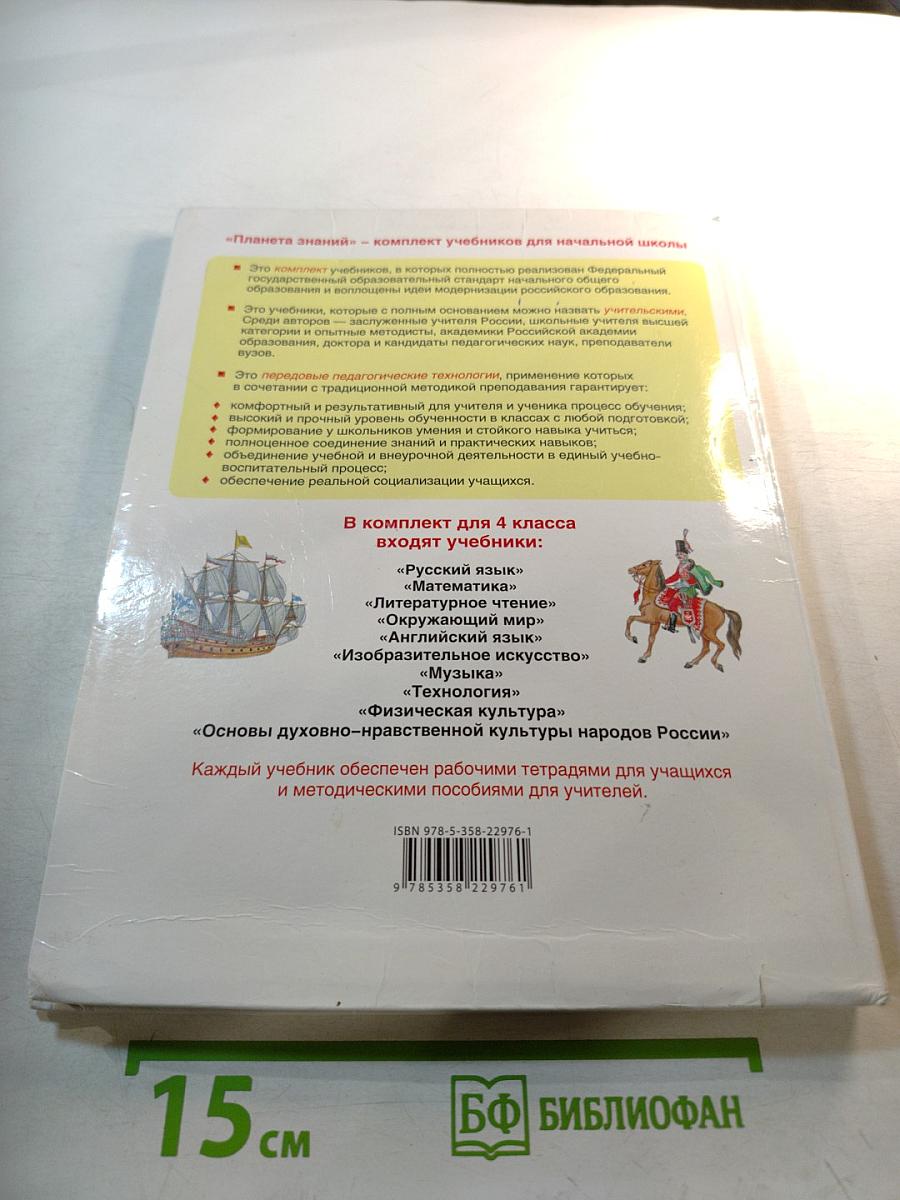 «Планета знаний» – комплект учебников для начальной школы
Это комплект учебников, в которых полностью реализован Федеральный
государственный образовательный стандарт начального общего
образования и воплощены идеи модернизации российского образования.
Это учебники, которые с полным основанием можно назвать учительскими.
Среди авторов — заслуженные учителя России, школьные учителя высшей
категории и опытные методисты, академики Российской академии
образования, доктора и кандидаты педагогических наук, преподаватели
вузов.
Это передовые педагогические технологии, применение которых
в сочетании с традиционной методикой преподавания гарантирует:
комфортный и результативный для учителя и ученика процесс обучения;
высокий и прочный уровень обученности в классах с любой подготовкой;
формирование у школьников умения и стойкого навыка учиться;
полноценное соединение знаний и практических навыков;
объединение учебной и внеурочной деятельности в единый учебно-
воспитательный процесс;
обеспечение реальной социализации учащихся.
В комплект для 4 класса
входят учебники:
«Русский язык»
«Математика»
«Литературное чтение»
«Окружающий мир»
«Английский язык»
«Изобразительное искусство»
«Музыка»
«Технология»
«Физическая культура»
«Основы духовно–нравственной культуры народов России»
Каждый учебник обеспечен рабочими тетрадями для учащихся
и методическими пособиями для учителей.
ISBN 978-5-358-22976-1
9 785358 229761
15 см
БФ БИБЛИОФАН